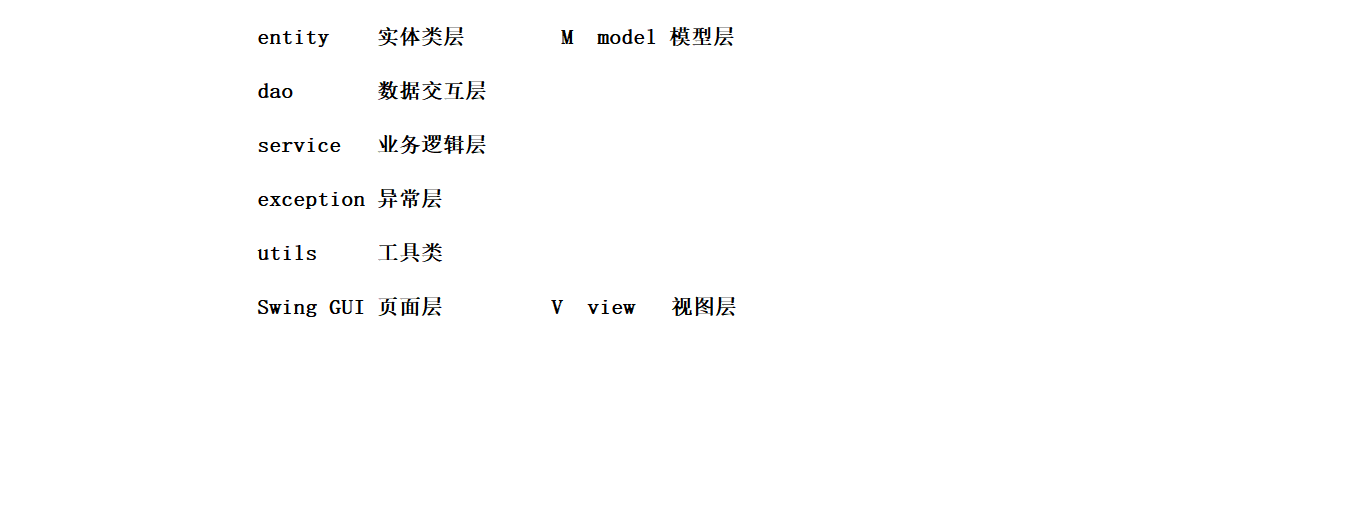 entity 实体类层 M model 模型层
dao 数据交互层
service 业务逻辑层
exception 异常层
utils 工具类
Swing GUI 页面层 V view 视图层